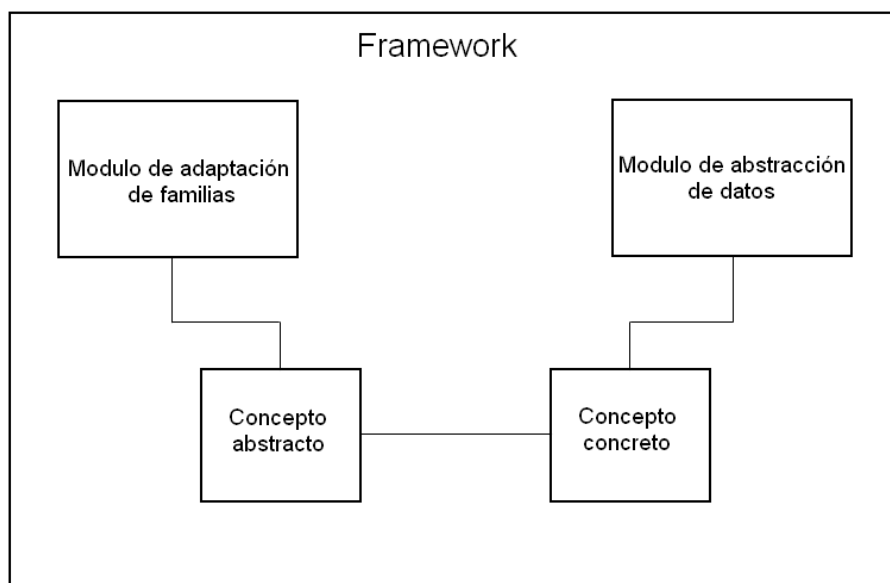 Framework
Modulo de adaptación
de familias
Modulo de abstracción
de datos
Concepto
abstracto
Concepto
concreto